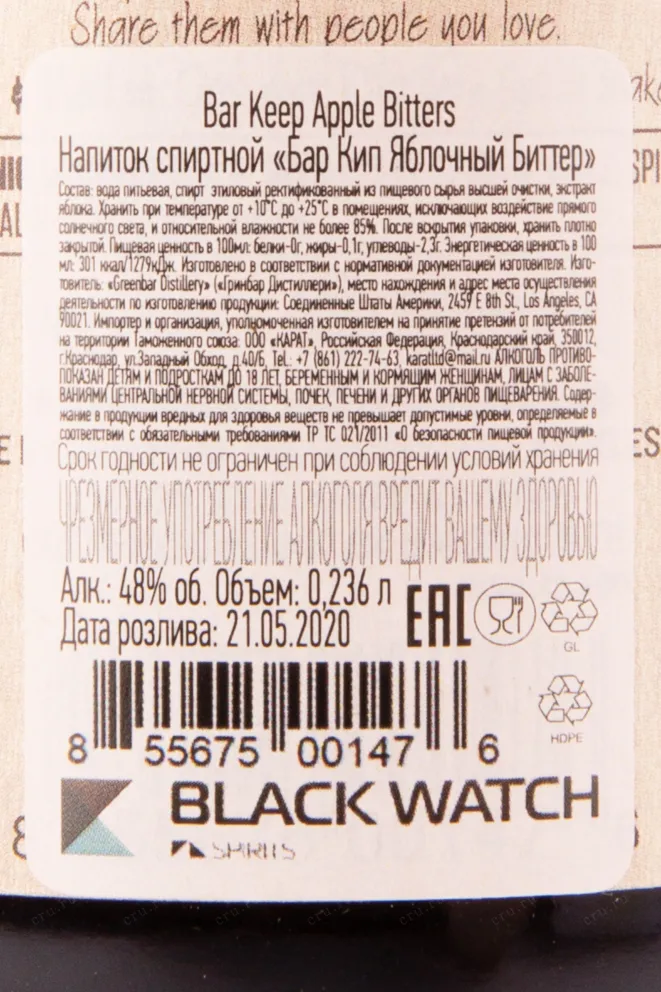 Share them with people you love.
Bar Keep Apple Bitters
Напиток спиртной «Бар Кип Яблочный Биттер»
Состав: вода питьевая, спирт этиловый ректификованный из пищевого сырья высшей очистки, экстракт
яблока. Хранить при температуре от +10°С до +25°С в помещениях, исключающих воздействие прямого
солнечного света, и относительной влажности не более 85%. После вскрытия упаковки, хранить плотно
закрытой. Пищевая ценность в 100мл: белки-0г, жиры-0,1г, углеводы-2,3г. Энергетическая ценность в 100
мл: 301 ккал/1279кДж. Изготовлено в соответствии с нормативной документацией изготовителя. Изго-
товитель: «Greenbar Distillery» («Гринбар Дистиллери»), место нахождения и адрес места осуществления
деятельности по изготовлению продукции: Соединенные Штаты Америки, 2459 E 8th St., Los Angeles, CA
90021. Импортер и организация, уполномоченная изготовителем на принятие претензий от потребителей
на территории Таможенного союза: ООО «КАРАТ», Российская Федерация, Краснодарский край, 350012,
г.Краснодар, ул.Западный Обход, д.40/6, Tel.: +7 (861) 222-74-63, karatltd@mail.ru АЛКОГОЛЬ ПРОТИВО-
ПОКАЗАН ДЕТЯМ И ПОДРОСТКАМ ДО 18 ЛЕТ, БЕРЕМЕННЫМ И КОРМЯЩИМ ЖЕНЩИНАМ, ЛИЦАМ С ЗАБОЛЕ-
ВАНИЯМИ ЦЕНТРАЛЬНОЙ НЕРВНОЙ СИСТЕМЫ, ПОЧЕК, ПЕЧЕНИ И ДРУГИХ ОРГАНОВ ПИЩЕВАРЕНИЯ. Содер-
жание в продукции вредных для здоровья веществ не превышает допустимые уровни, определяемые в
соответствии с обязательными требованиями ТР ТС 021/2011 «О безопасности пищевой продукции».
Срок годности не ограничен при соблюдении условий хранения
ЧРЕЗМЕРНОЕ УПОТРЕБЛЕНИЕ АЛКОГОЛЯ ВРЕДИТ ВАШЕМУ ЗДОРОВЬЮ
Алк.: 48% об. Объем: 0,236 л
Дата розлива: 21.05.2020
EAC
GL
HDPE
8 55675 00147 6
BLACK WATCH
SPIRITS